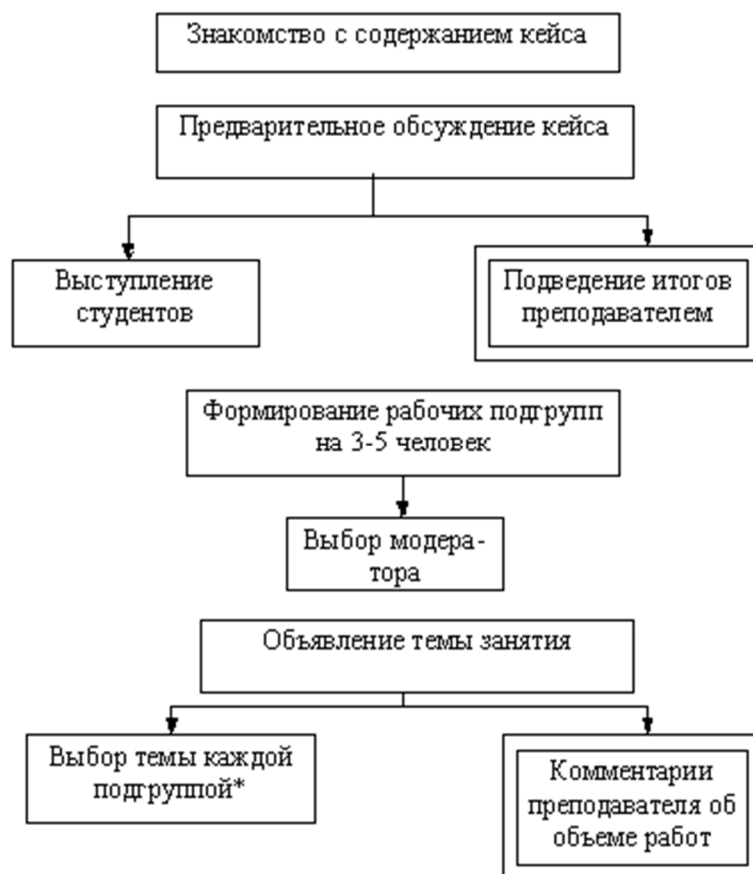 Знакомство с содержанием кейса
Предварительное обсуждение кейса
Выступление
студентов
Подведение итогов
преподавателем
Формирование рабочих подгрупп
на 3-5 человек
Выбор модера-
тора
Объявление темы занятия
Выбор темы каждой
подгруппой*
Комментарии
преподавателя об
объеме работ